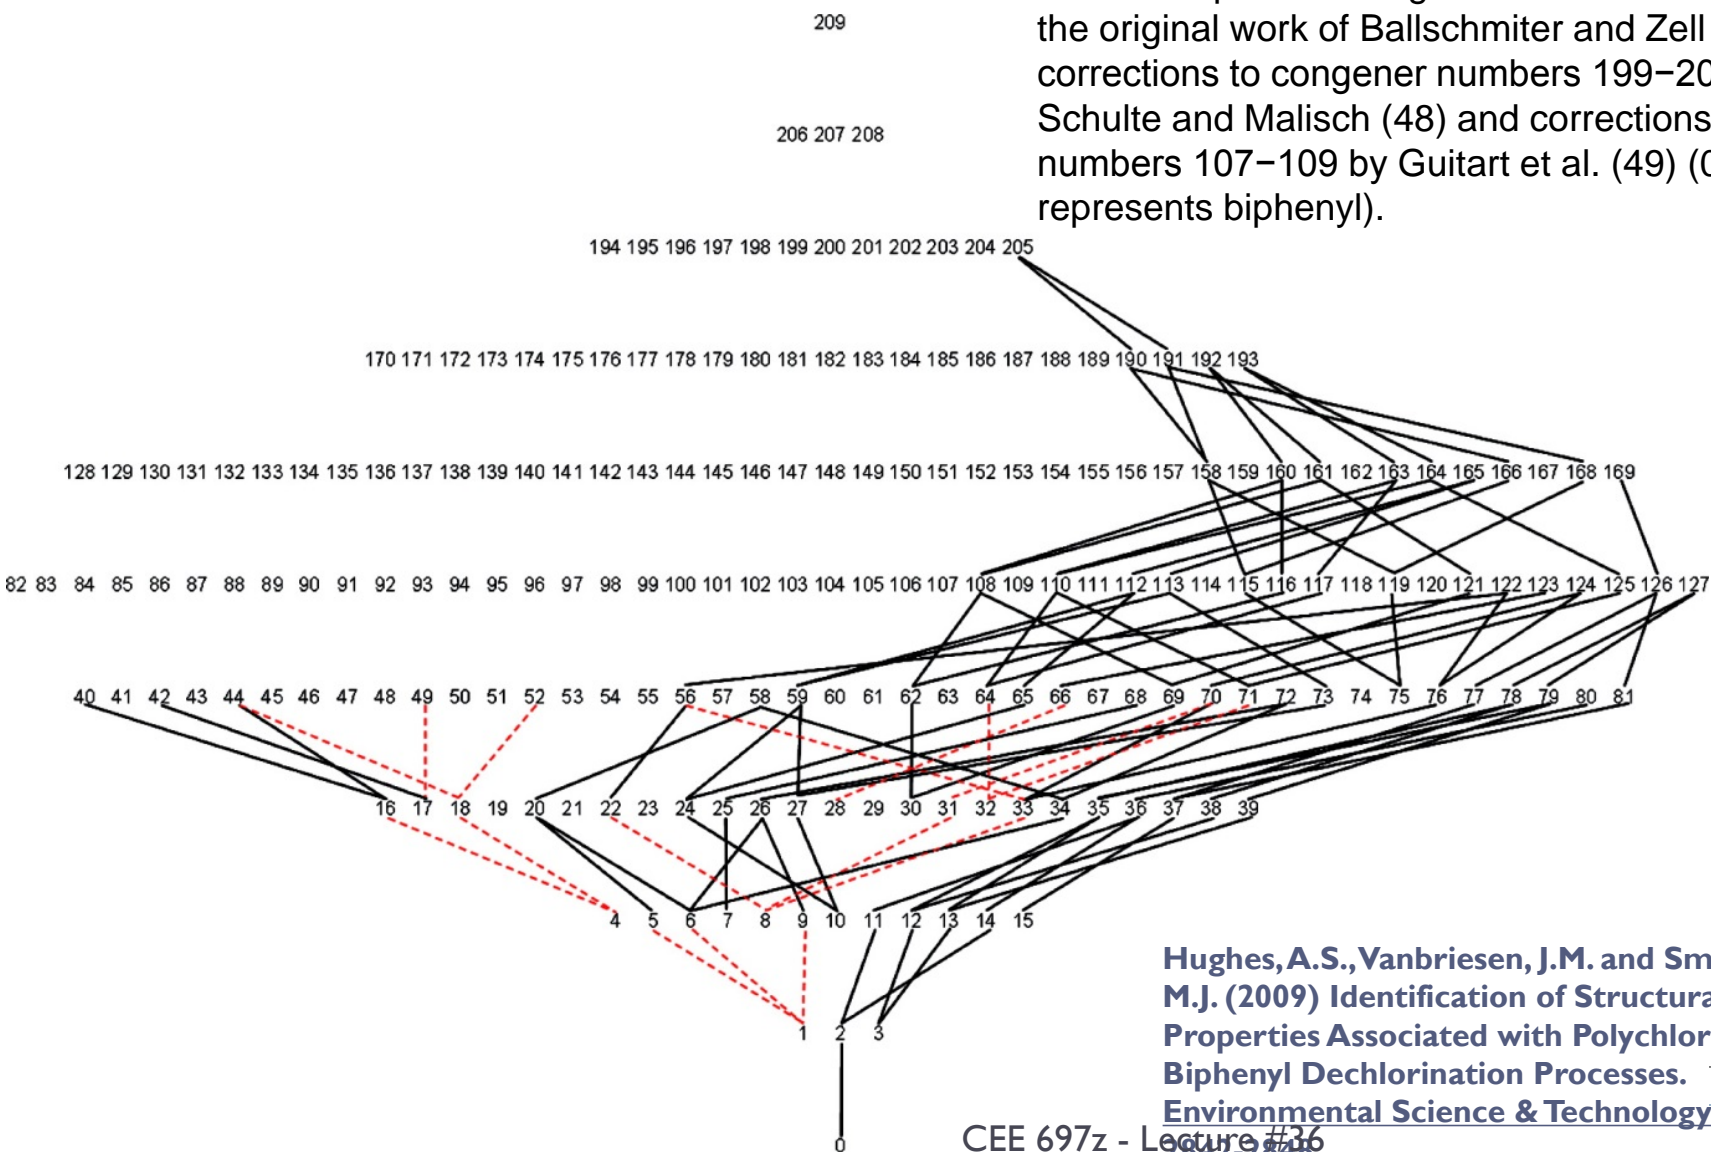 the original work of Ballschmiter and Zell
corrections to congener numbers 199−20
Schulte and Malisch (48) and corrections
numbers 107−109 by Guitart et al. (49) (0
represents biphenyl).
209
206 207 208
194 195 196 197 198 199 200 201 202 203 204 205
170 171 172 173 174 175 176 177 178 179 180 181 182 183 184 185 186 187 188 189 190 191 192 193
128 129 130 131 132 133 134 135 136 137 138 139 140 141 142 143 144 145 146 147 148 149 150 151 152 153 154 155 156 157 158 159 160 161 162 163 164 165 166 167 168 169
82 83 84 85 86 87 88 89 90 91 92 93 94 95 96 97 98 99 100 101 102 103 104 105 106 107 108 109 110 111 112 113 114 115 116 117 118 119 120 121 122 123 124 125 126 127
40 41 42 43 44 45 46 47 48 49 50 51 52 53 54 55 56 57 58 59 60 61 62 63 64 65 66 67 68 69 70 71 72 73 74 75 76 77 78 79 80 81
16 17 18 19 20 21 22 23 24 25 26 27 28 29 30 31 32 33 34 35 36 37 38 39
4 5 6 7 8 9 10 11 12 13 14 15
1 2 3
0
Hughes, A.S., Vanbriesen, J.M. and Sm
M.J. (2009) Identification of Structura
Properties Associated with Polychlor
Biphenyl Dechlorination Processes.
Environmental Science & Technology
CEE 697z - Lecture #36